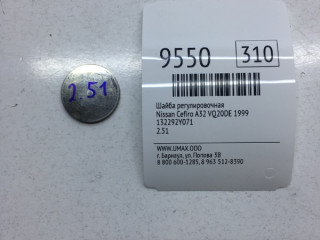 2.51
9550
310
Шайба регулировочная
Nissan Cefiro A32 VQ20DE 1999
132292Y071
2.51
WWW.UMAX.OOO
г. Барнаул, ул. Попова 58
8 800 600-1285, 8 963 512-8390